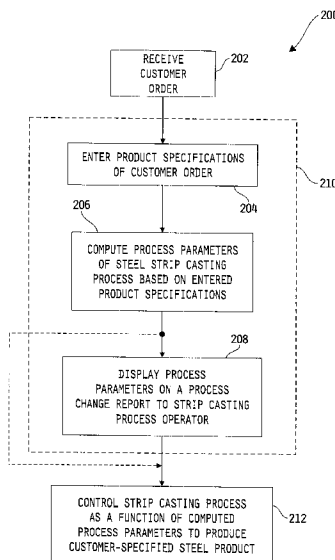 200
RECEIVE
CUSTOMER
ORDER
202
ENTER PRODUCT SPECIFICATIONS
OF CUSTOMER ORDER
204
210
206
COMPUTE PROCESS PARAMETERS
OF STEEL STRIP CASTING
PROCESS BASED ON ENTERED
PRODUCT SPECIFICATIONS
208
DISPLAY PROCESS
PARAMETERS ON A PROCESS
CHANGE REPORT TO STRIP CASTING
PROCESS OPERATOR
CONTROL STRIP CASTING PROCESS
AS A FUNCTION OF COMPUTED
PROCESS PARAMETERS TO PRODUCE
CUSTOMER-SPECIFIED STEEL PRODUCT
212